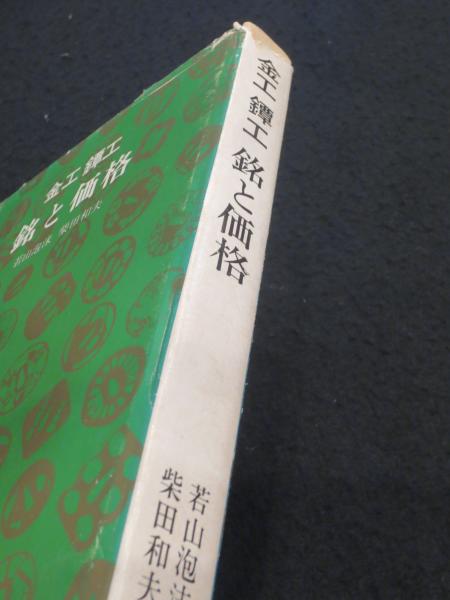 金工 鐔工
銘と価格
若山泡沫 柴田和夫
金工 鐔工 銘と価格
若山泡沫
柴田和夫